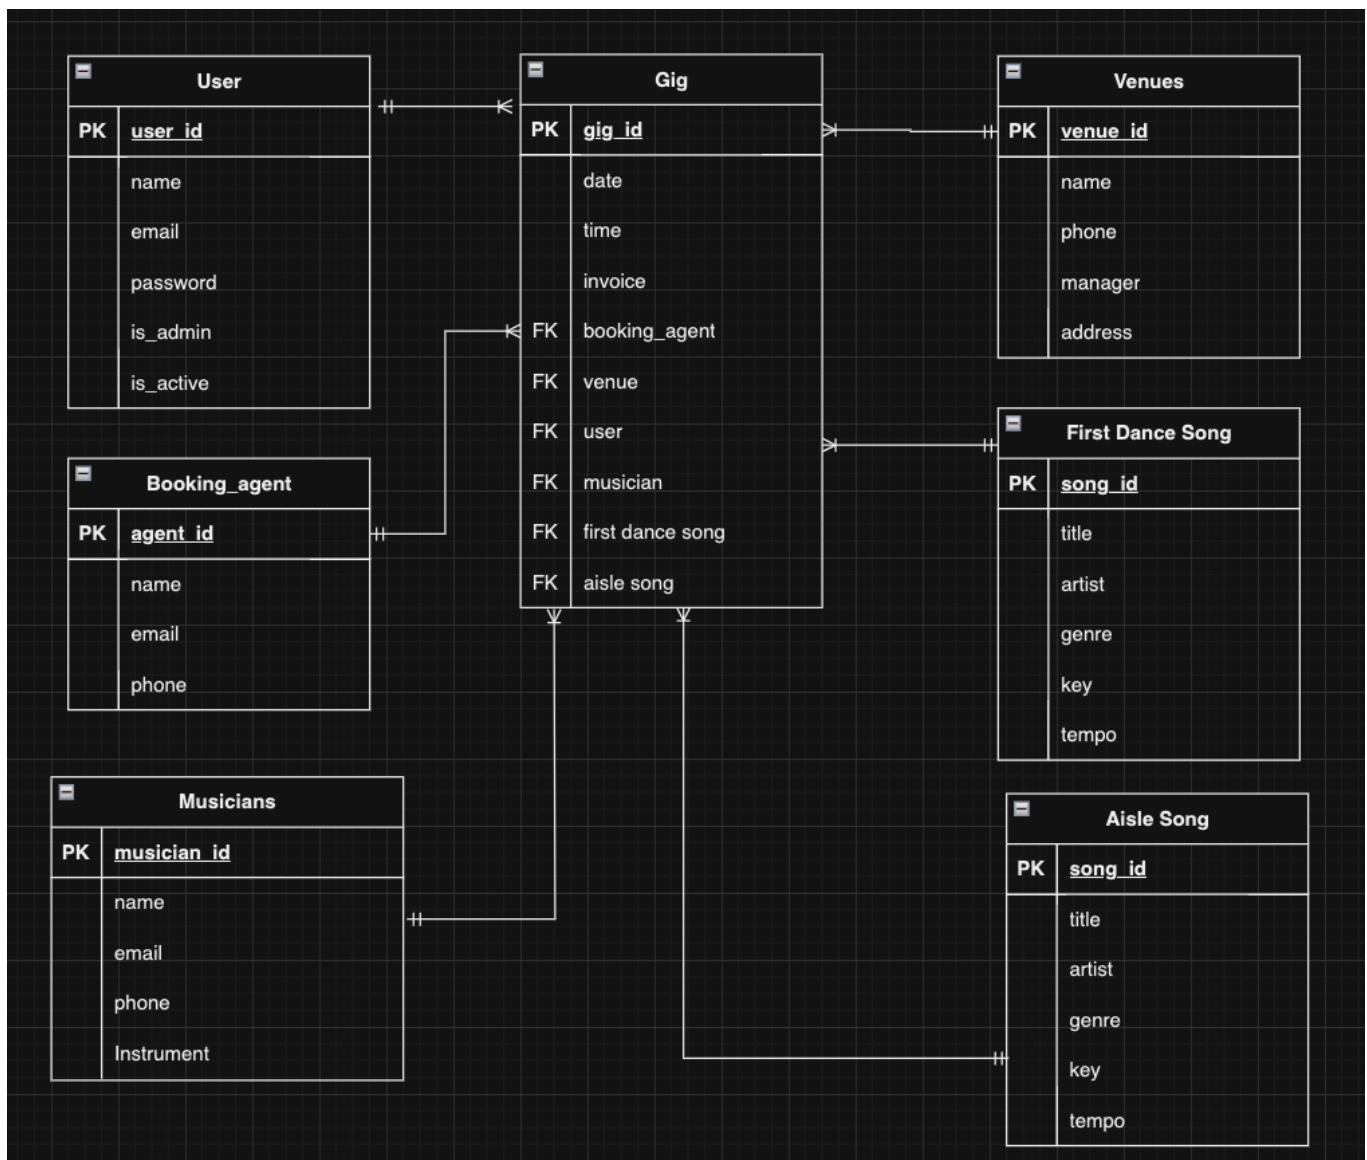 User
PK user_id
name
email
password
is_admin
is_active
Booking_agent
PK agent_id
name
email
phone
Musicians
PK musician_id
name
email
phone
Instrument
Gig
PK gig_id
date
time
invoice
FK booking_agent
FK venue
FK user
FK musician
FK first dance song
FK aisle song
Venues
PK venue_id
name
phone
manager
address
First Dance Song
PK song_id
title
artist
genre
key
tempo
Aisle Song
PK song_id
title
artist
genre
key
tempo